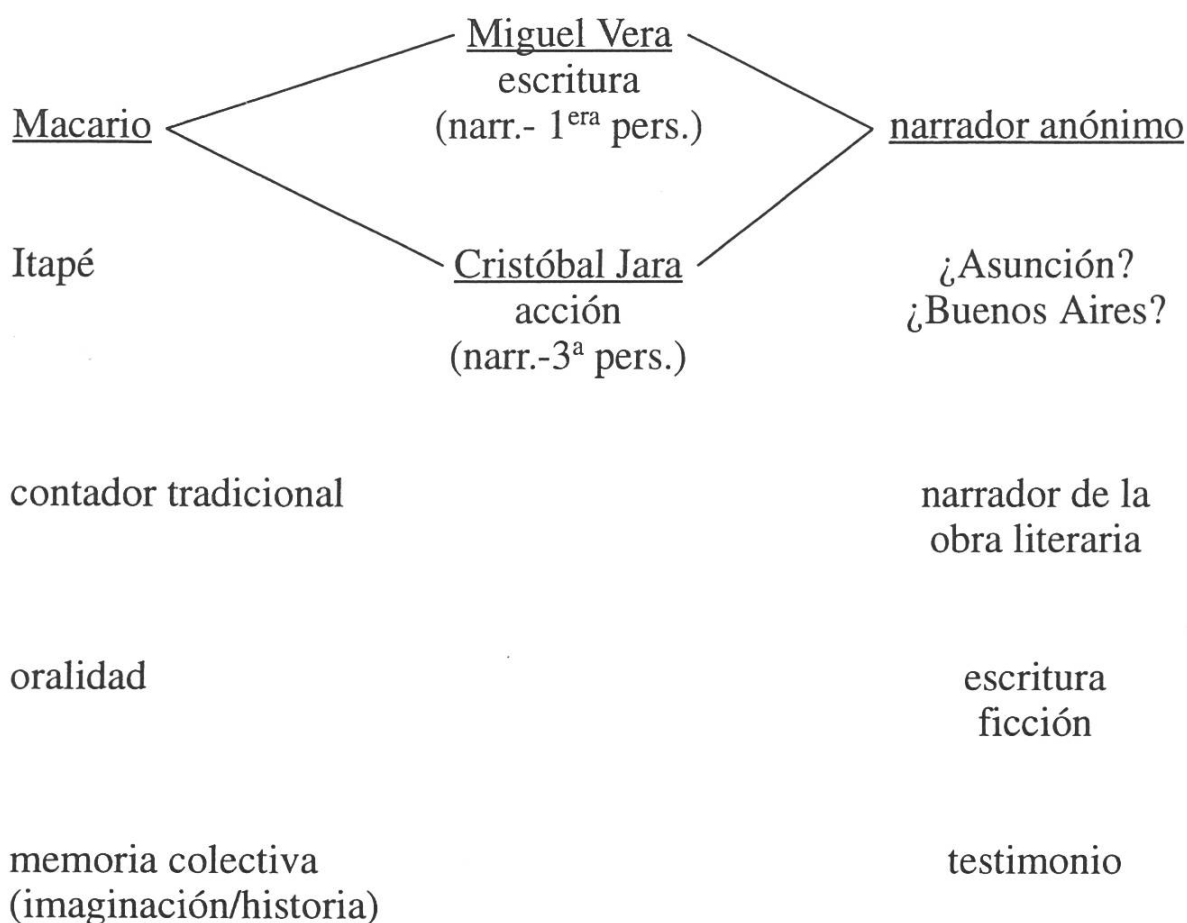 Miguel Vera
escritura
Macario
(narr.- 1era pers.)
narrador anónimo
Itapé
Cristóbal Jara
¿Asunción?
acción
¿Buenos Aires?
(narr.-3ª pers.)
contador tradicional
narrador de la
obra literaria
oralidad
escritura
ficción
memoria colectiva
testimonio
(imaginación/historia)